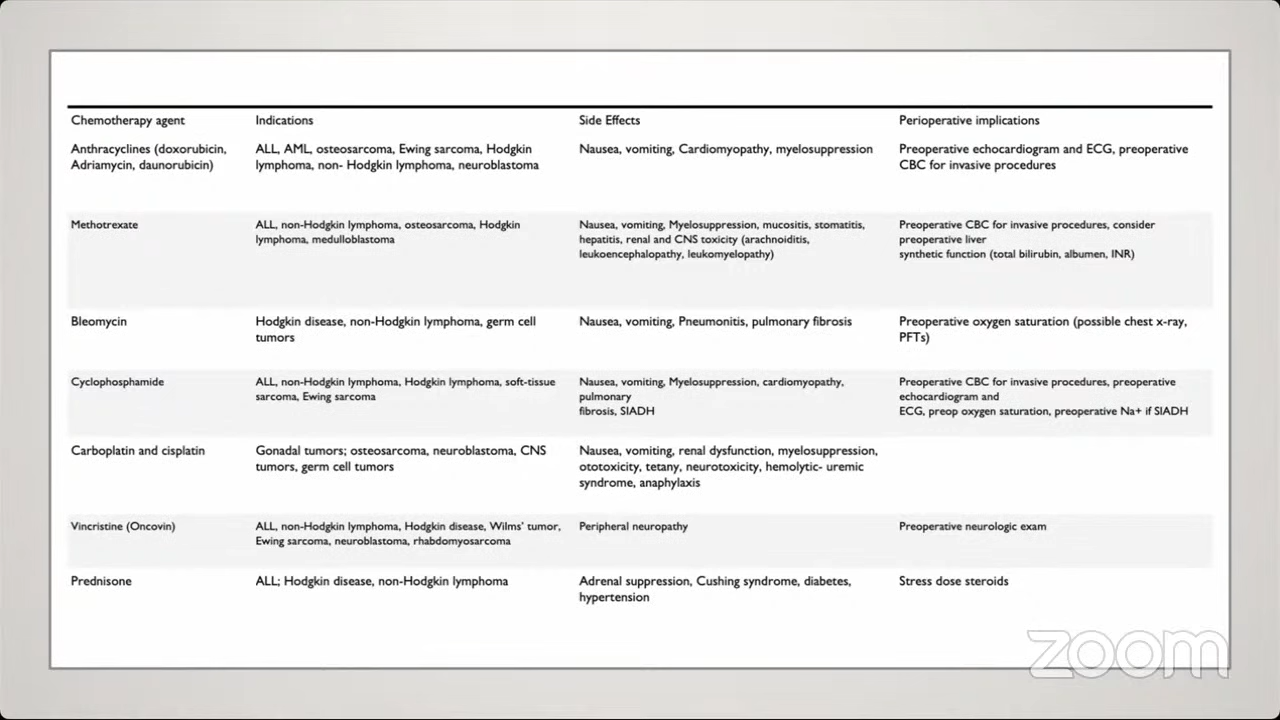 Chemotherapy agent
Indications
Side Effects
Perioperative implications
Anthracyclines (doxorubicin,
Adriamycin, daunorubicin)
ALL, AML, osteosarcoma, Ewing sarcoma, Hodgkin
lymphoma, non- Hodgkin lymphoma, neuroblastoma
Nausea, vomiting, Cardiomyopathy, myelosuppression
Preoperative echocardiogram and ECG, preoperative
CBC for invasive procedures
Methotrexate
ALL, non-Hodgkin lymphoma, osteosarcoma, Hodgkin
lymphoma, medulloblastoma
Nausea, vomiting, Myelosuppression, mucositis, stomatitis,
hepatitis, renal and CNS toxicity (arachnoiditis,
leukoencephalopathy, leukomyelopathy)
Preoperative CBC for invasive procedures, consider
preoperative liver
synthetic function (total bilirubin, albumen, INR)
Bleomycin
Hodgkin disease, non-Hodgkin lymphoma, germ cell
tumors
Nausea, vomiting, Pneumonitis, pulmonary fibrosis
Preoperative oxygen saturation (possible chest x-ray,
PFTs)
Cyclophosphamide
ALL, non-Hodgkin lymphoma, Hodgkin lymphoma, soft-tissue
sarcoma, Ewing sarcoma
Nausea, vomiting, Myelosuppression, cardiomyopathy,
pulmonary
fibrosis, SIADH
Preoperative CBC for invasive procedures, preoperative
echocardiogram and
ECG, preop oxygen saturation, preoperative Na+ if SIADH
Carboplatin and cisplatin
Gonadal tumors; osteosarcoma, neuroblastoma, CNS
tumors, germ cell tumors
Nausea, vomiting, renal dysfunction, myelosuppression,
ototoxicity, tetany, neurotoxicity, hemolytic- uremic
syndrome, anaphylaxis
Vincristine (Oncovin)
ALL, non-Hodgkin lymphoma, Hodgkin disease, Wilms' tumor,
Ewing sarcoma, neuroblastoma, rhabdomyosarcoma
Peripheral neuropathy
Preoperative neurologic exam
Prednisone
ALL; Hodgkin disease, non-Hodgkin lymphoma
Adrenal suppression, Cushing syndrome, diabetes,
hypertension
Stress dose steroids
zoom